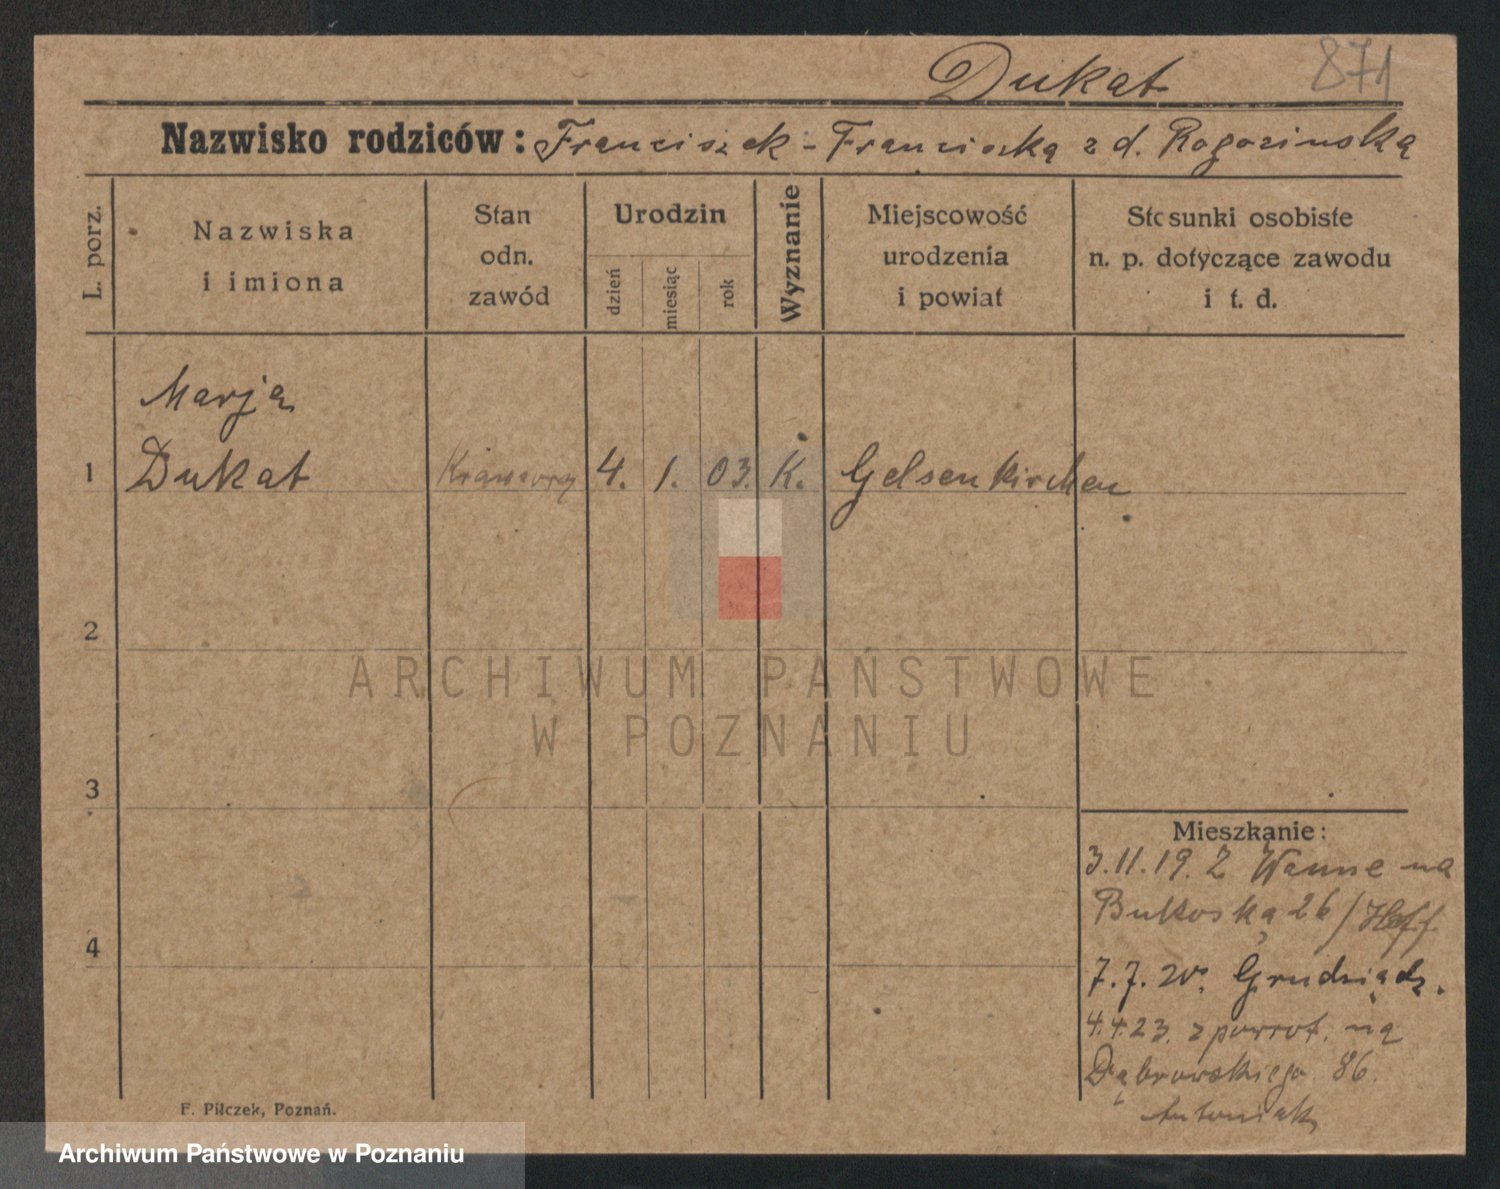 Dukat 871
Nazwisko rodziców: Franciszek - Franciszka z d. Rogozinska
L. porz.
Nazwiska
i imiona
Stan
odn.
zawód
Urodzin
dzień
miesiąc
rok
Wyznanie
Miejscowość
urodzenia
i powiat
Stosunki osobiste
n. p. dotyczące zawodu
i t. d.
Marja
1 Dukat 4. 1. 03. K. Gelsenkirchen
2
3
4
Mieszkanie:
3.11.19. Z Wanne na
Bukoska 26 /
7.7.20. Grudziądz.
4.4.23. z powrot. na
Dąbrowskiego 86.
Antoniak
F. Pilczek, Poznań.
ARCHIWUM PAŃSTWOWE
W POZNANIU
Archiwum Państwowe w Poznaniu